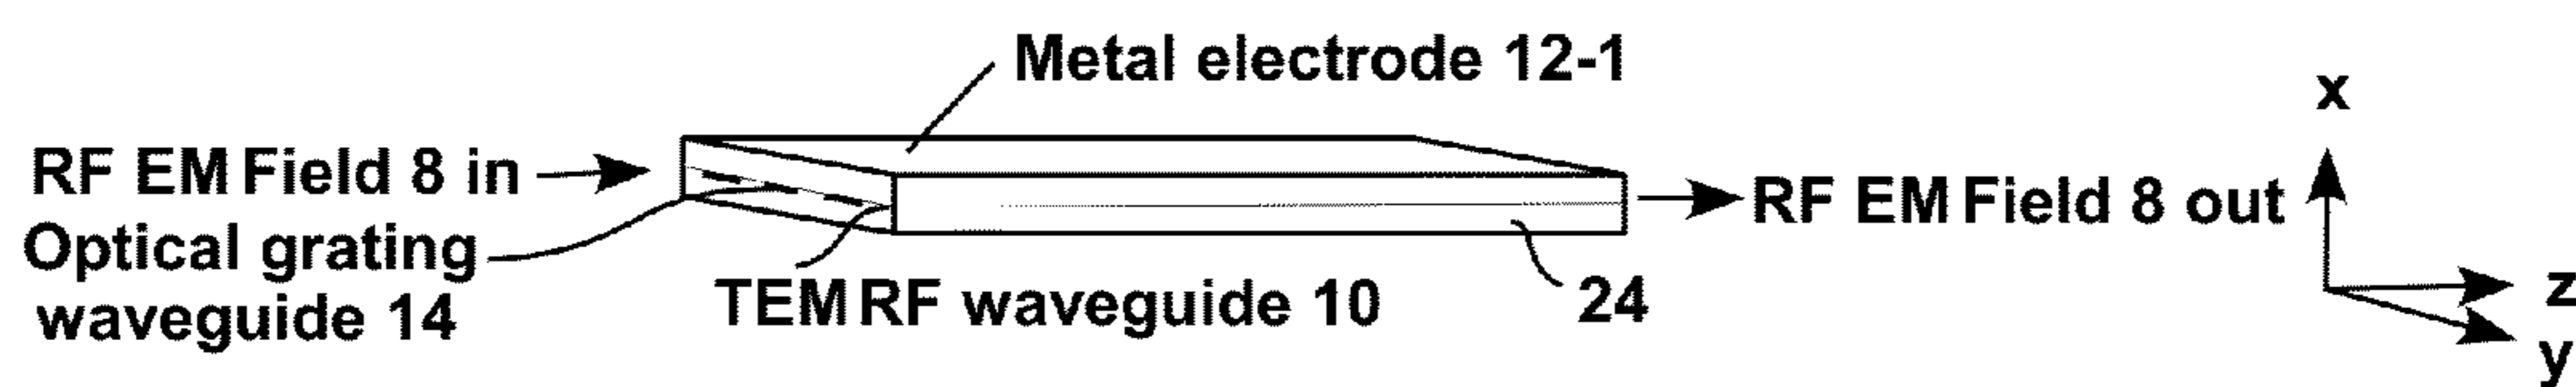 Metal electrode 12-1
x
RF EM Field 8 in
RF EM Field 8 out
Optical grating
waveguide 14
TEM RF waveguide 10
24
z
y